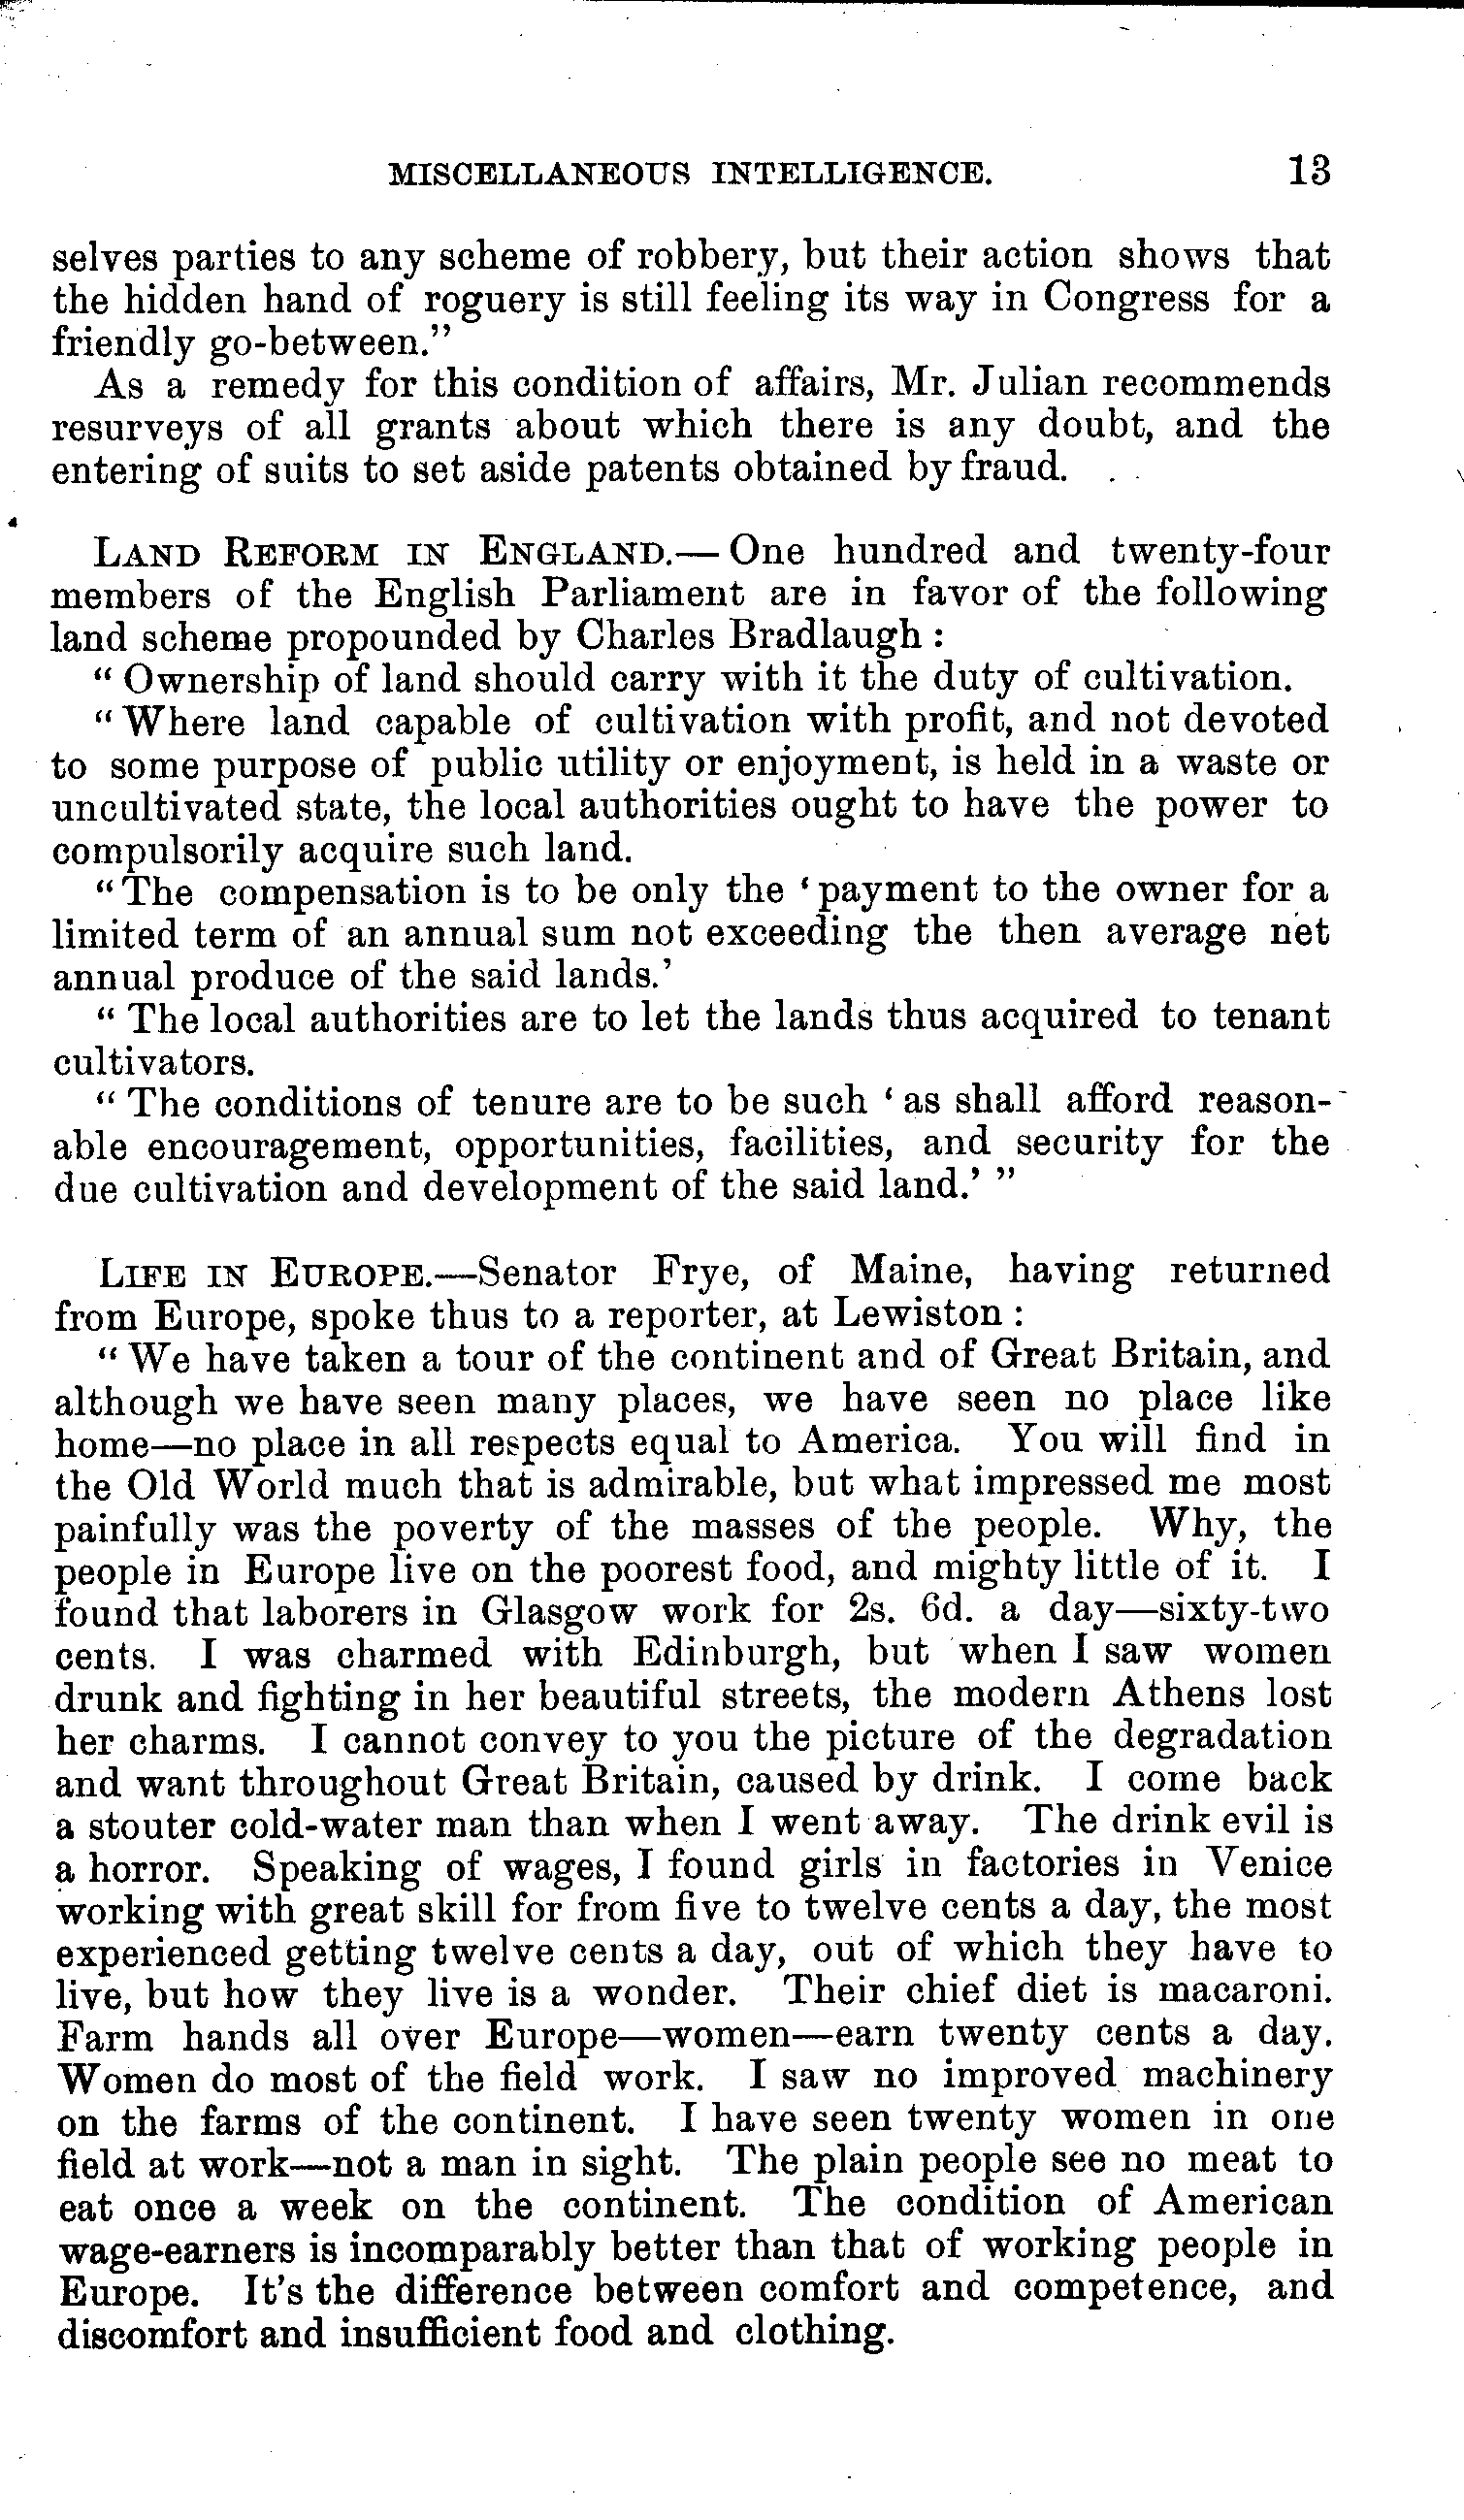 MISCELLANEOUS INTELLIGENCE. 13
selves parties to any scheme of robbery, but their action shows that
the hidden hand of roguery is still feeling its way in Congress for a
friendly go-between."
As a remedy for this condition of affairs, Mr. Julian recommends
resurveys of all grants about which there is any doubt, and the
entering of suits to set aside patents obtained by fraud.
LAND REFORM IN ENGLAND.— One hundred and twenty-four
members of the English Parliament are in favor of the following
land scheme propounded by Charles Bradlaugh :
" Ownership of land should carry with it the duty of cultivation.
" Where land capable of cultivation with profit, and not devoted
to some purpose of public utility or enjoyment, is held in a waste or
uncultivated state, the local authorities ought to have the power to
compulsorily acquire such land.
" The compensation is to be only the ' payment to the owner for a
limited term of an annual sum not exceeding the then average net
annual produce of the said lands.'
" The local authorities are to let the lands thus acquired to tenant
cultivators.
" The conditions of tenure are to be such ' as shall afford reason-
able encouragement, opportunities, facilities, and security for the
due cultivation and development of the said land.' "
LIFE IN EUROPE.—Senator Frye, of Maine, having returned
from Europe, spoke thus to a reporter, at Lewiston :
" We have taken a tour of the continent and of Great Britain, and
although we have seen many places, we have seen no place like
home—no place in all respects equal to America. You will find in
the Old World much that is admirable, but what impressed me most
painfully was the poverty of the masses of the people. Why, the
people in Europe live on the poorest food, and mighty little of it. I
found that laborers in Glasgow work for 2s. 6d. a day—sixty-two
cents. I was charmed with Edinburgh, but when I saw women
drunk and fighting in her beautiful streets, the modern Athens lost
her charms. I cannot convey to you the picture of the degradation
and want throughout Great Britain, caused by drink. I come back
a stouter cold-water man than when I went away. The drink evil is
a horror. Speaking of wages, I found girls in factories in Venice
working with great skill for from five to twelve cents a day, the most
experienced getting twelve cents a day, out of which they have to
live, but how they live is a wonder. Their chief diet is macaroni.
Farm hands all over Europe—women—earn twenty cents a day.
Women do most of the field work. I saw no improved machinery
on the farms of the continent. I have seen twenty women in one
field at work—not a man in sight. The plain people see no meat to
eat once a week on the continent. The condition of American
wage-earners is incomparably better than that of working people in
Europe. It's the difference between comfort and competence, and
discomfort and insufficient food and clothing.